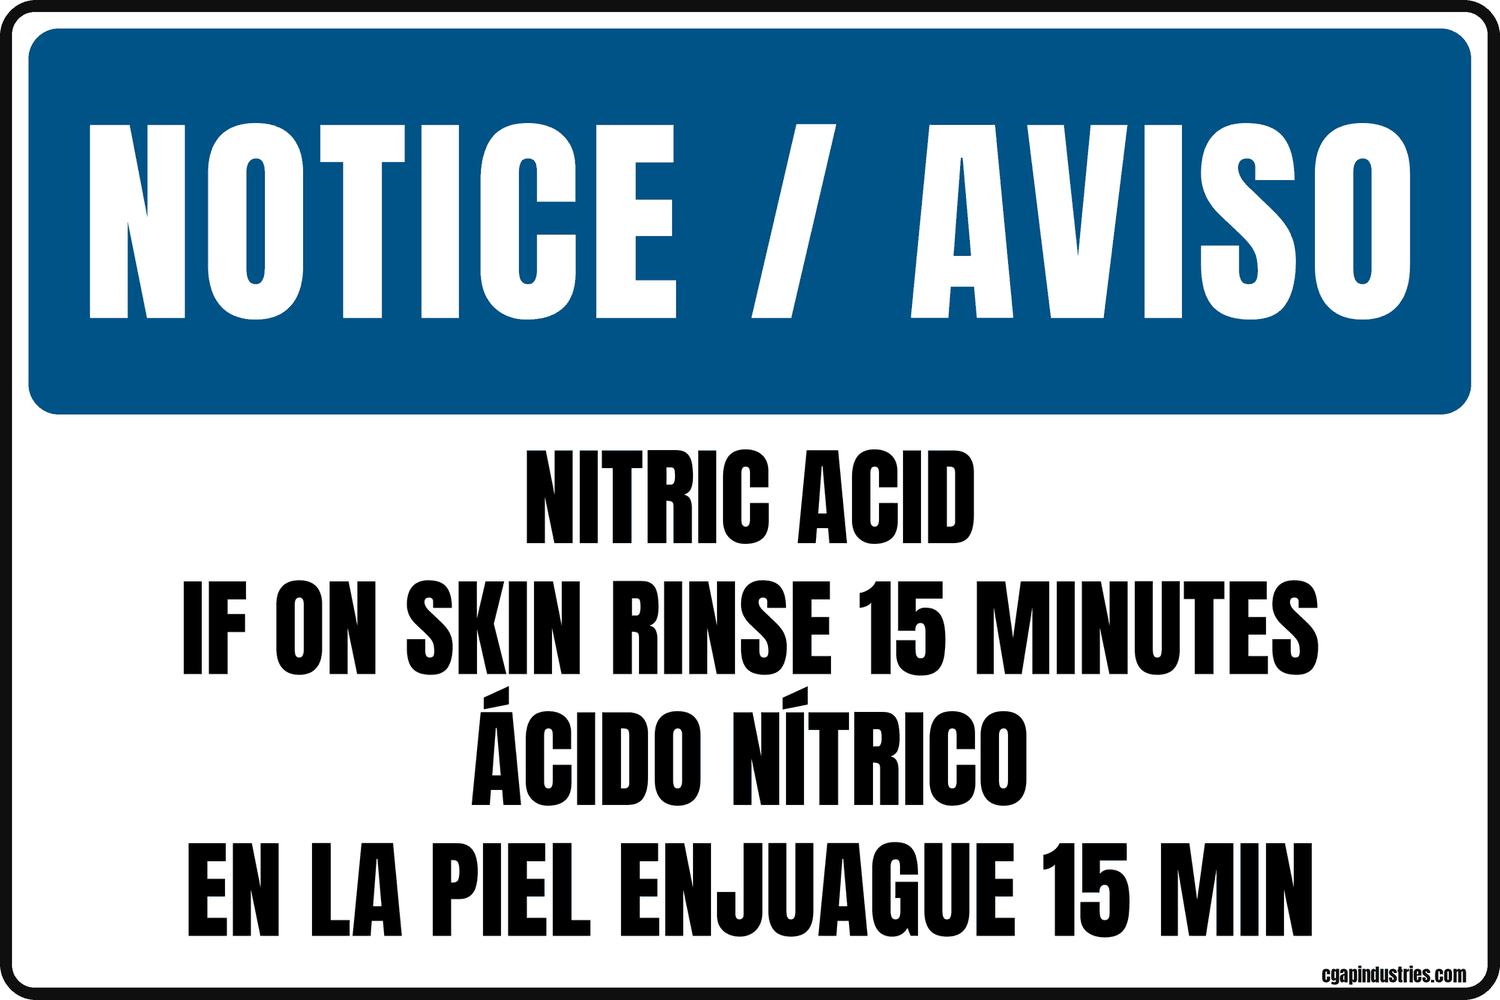 NOTICE / AVISO
NITRIC ACID
IF ON SKIN RINSE 15 MINUTES
ÁCIDO NÍTRICO
EN LA PIEL ENJUAGUE 15 MIN
cgapindustries.com